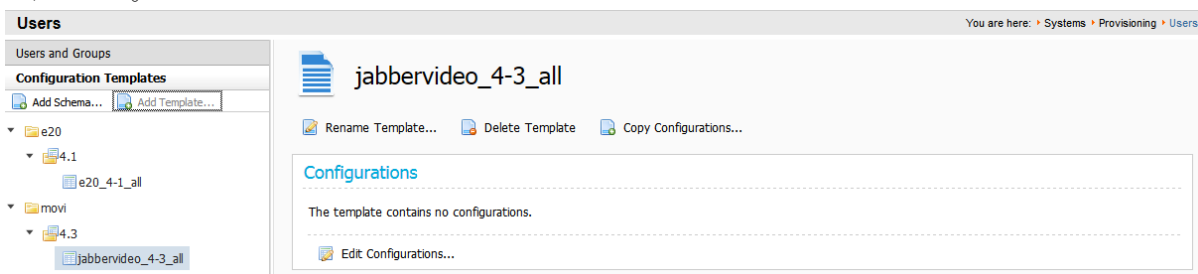 Users
You are here: Systems Provisioning Users
Users and Groups
Configuration Templates
Add Schema... Add Template...
e20
4.1
e20_4-1_all
movi
4.3
jabbervideo_4-3_all
jabbervideo_4-3_all
Rename Template... Delete Template Copy Configurations...
Configurations
The template contains no configurations.
Edit Configurations...